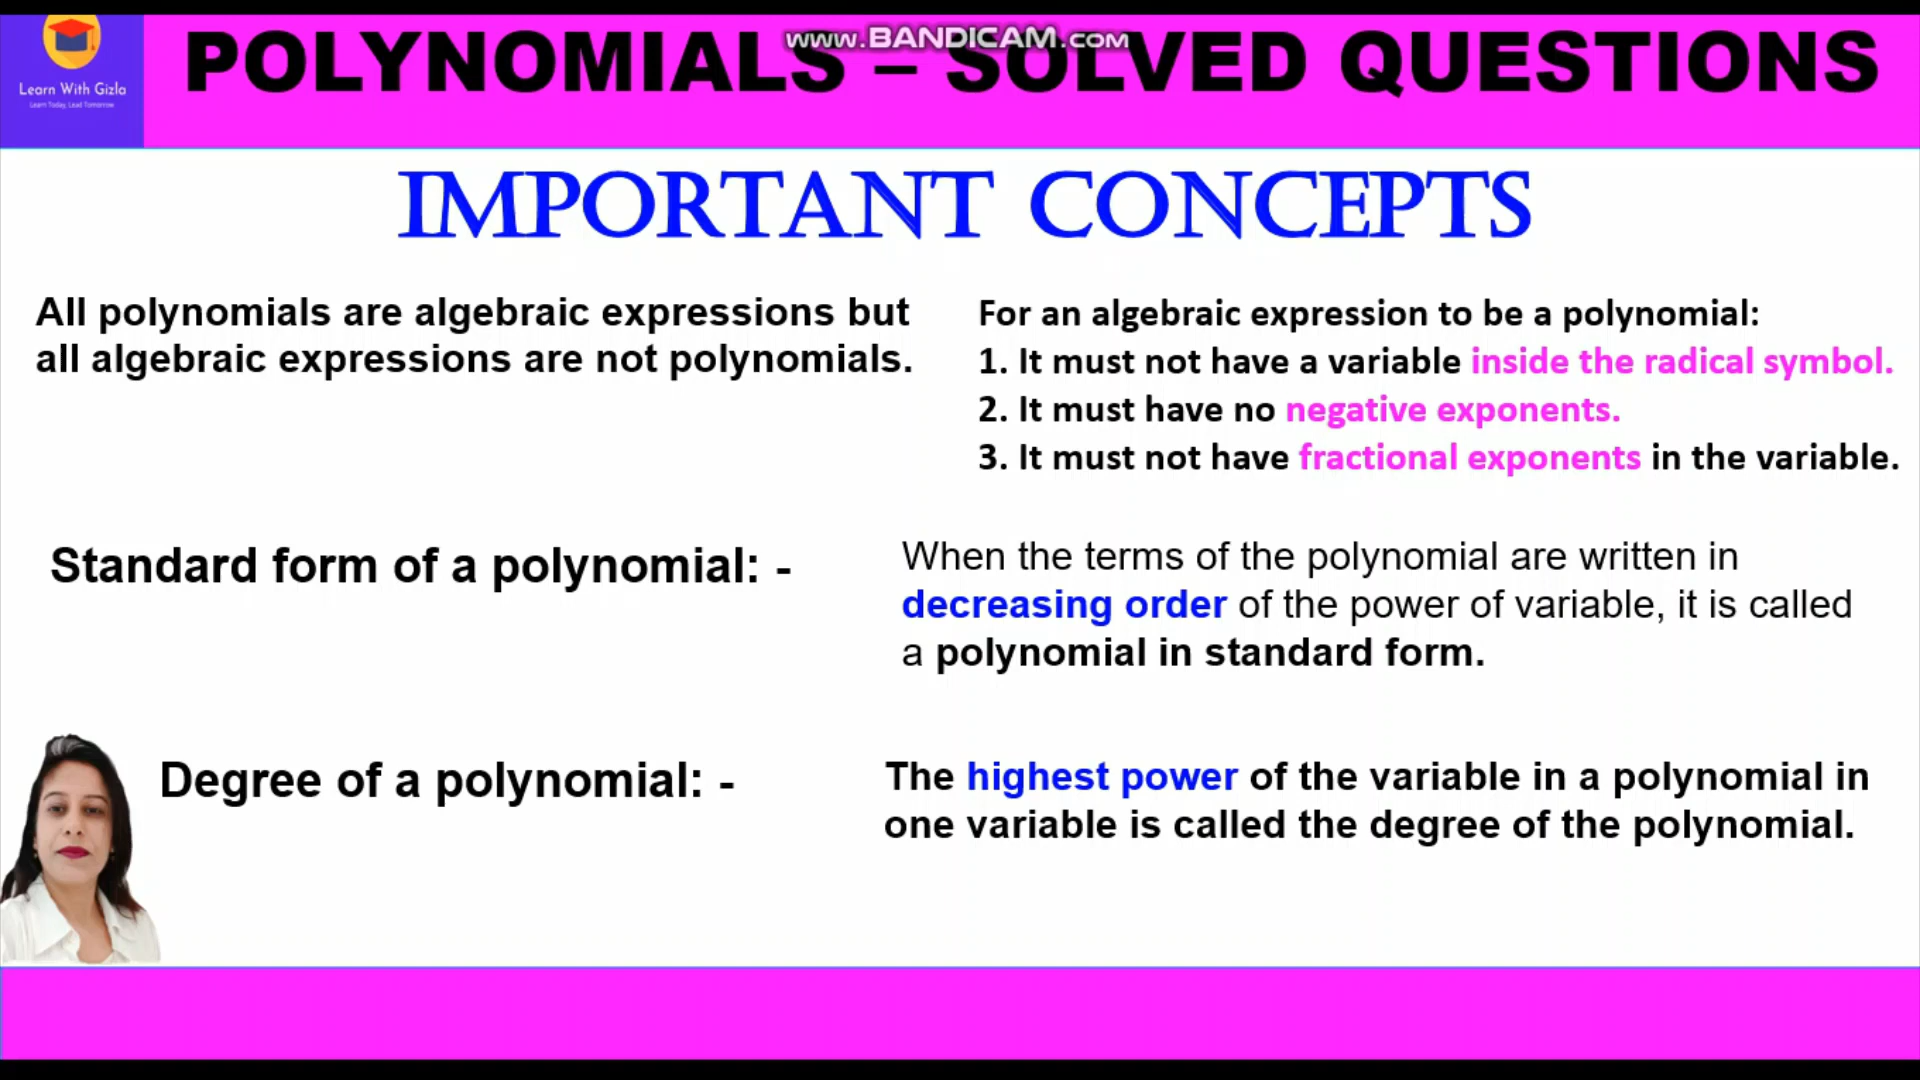 POLYNOMIALS – SOLVED QUESTIONS
www.BANDICAM.com
Learn With Gizla
Learn Today, Lead Tomorrow
IMPORTANT CONCEPTS
All polynomials are algebraic expressions but
all algebraic expressions are not polynomials.
For an algebraic expression to be a polynomial:
1. It must not have a variable inside the radical symbol.
2. It must have no negative exponents.
3. It must not have fractional exponents in the variable.
Standard form of a polynomial: -
When the terms of the polynomial are written in
decreasing order of the power of variable, it is called
a polynomial in standard form.
Degree of a polynomial: -
The highest power of the variable in a polynomial in
one variable is called the degree of the polynomial.